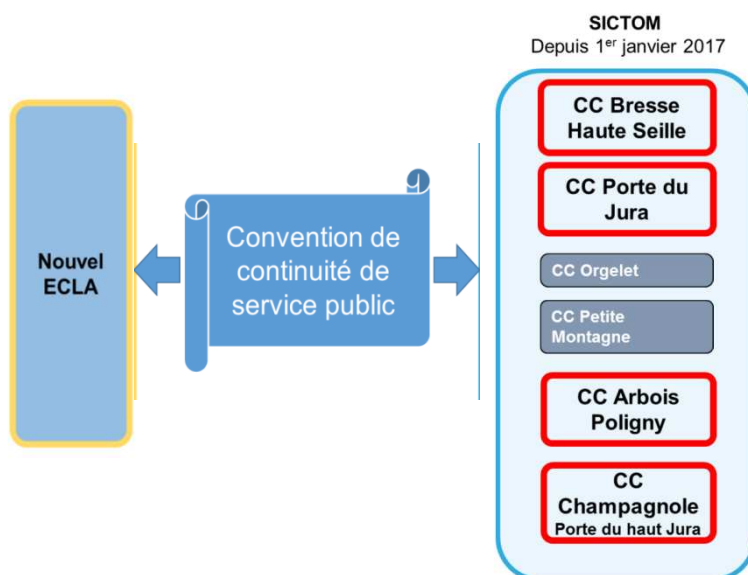 SICTOM
Depuis 1er janvier 2017
CC Bresse
Haute Seille
CC Porte du
Jura
Nouvel
ECLA
Convention de
continuité de
service public
CC Orgelet
CC Petite
Montagne
CC Arbois
Poligny
CC
Champagnole
Porte du haut Jura